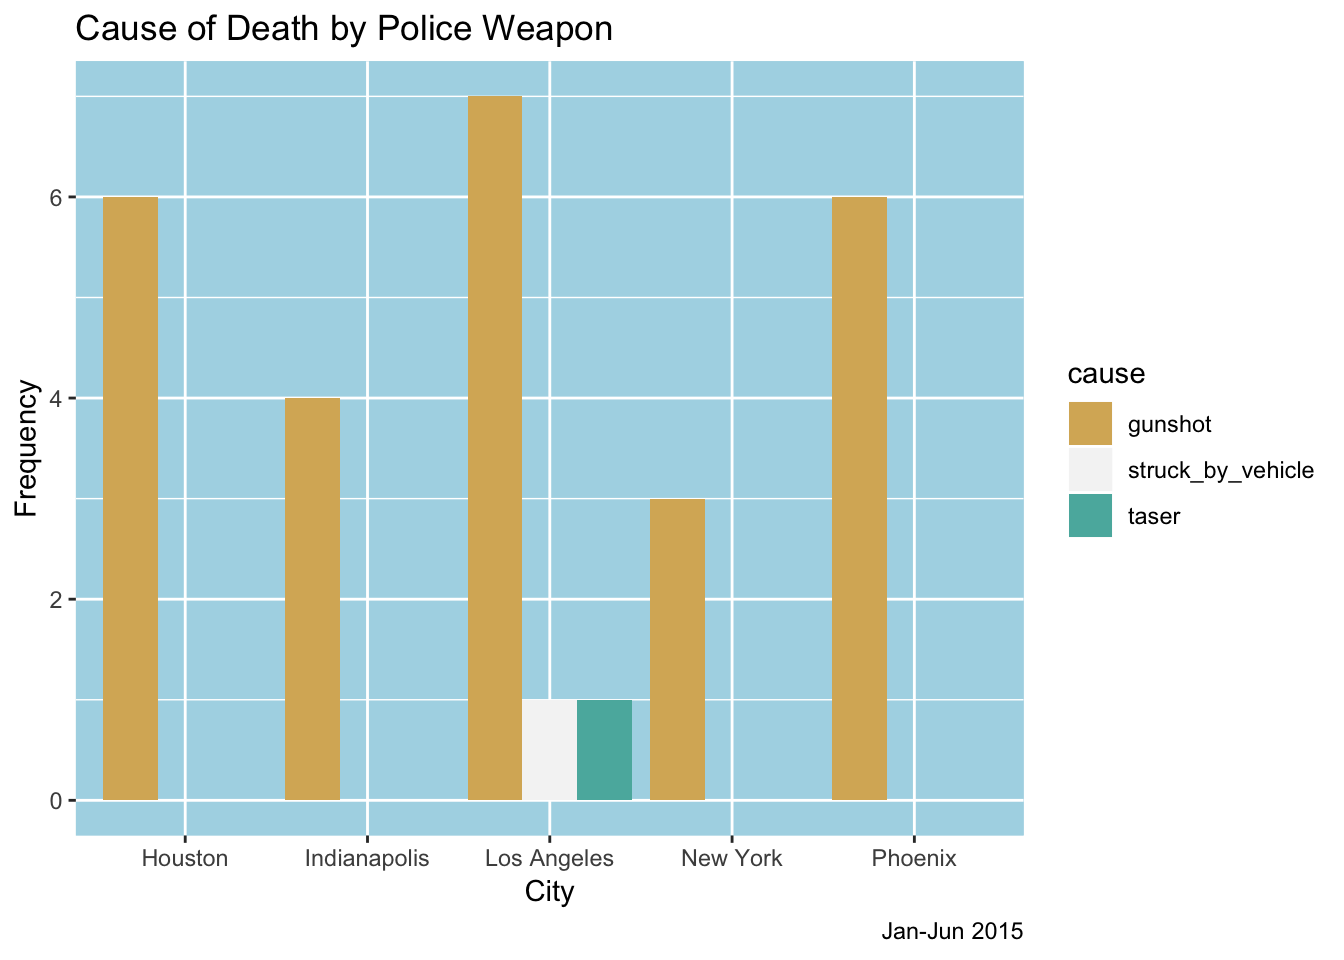 Cause of Death by Police Weapon
Frequency
6
4
2
0
Houston Indianapolis Los Angeles New York Phoenix
City
Jan-Jun 2015
cause
gunshot
struck_by_vehicle
taser